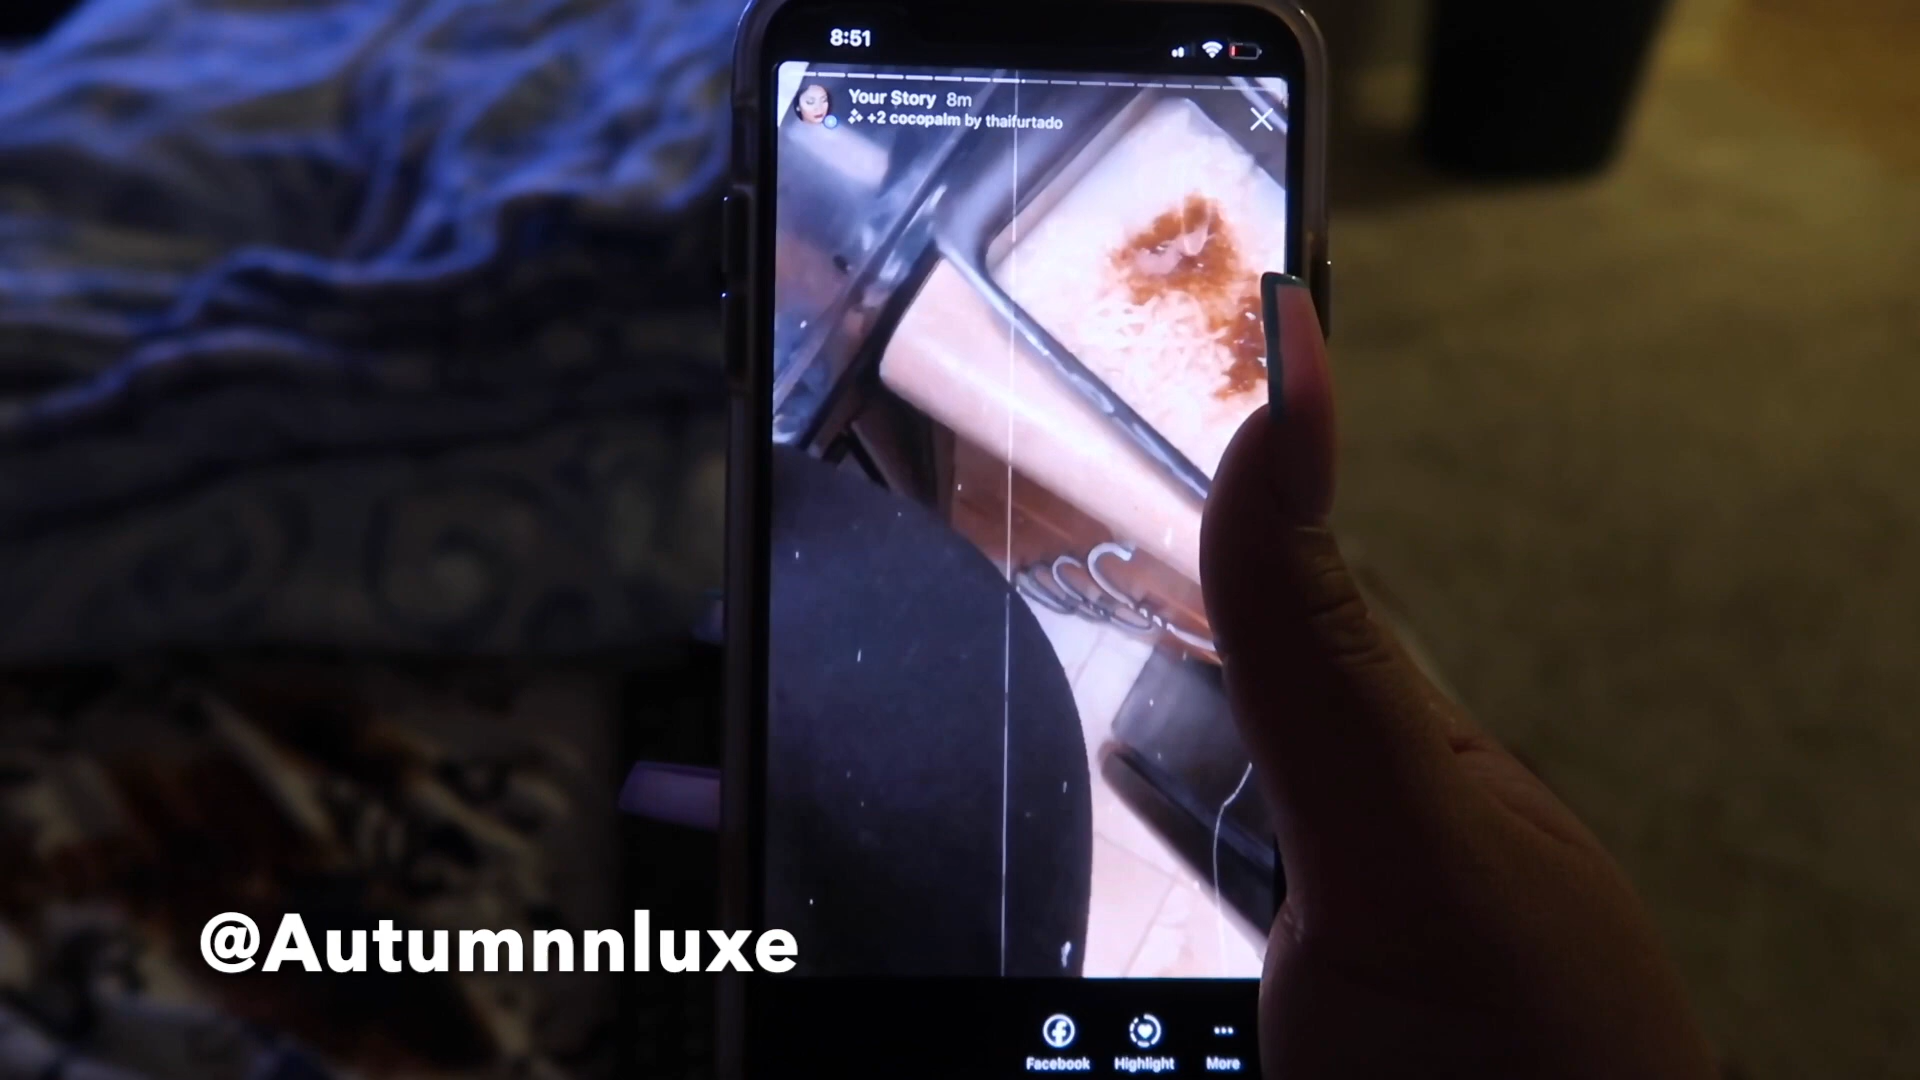 8:51
Your Story 8m
+2 cocopalm by thaifurtado
@Autumnnluxe
Facebook Highlight More